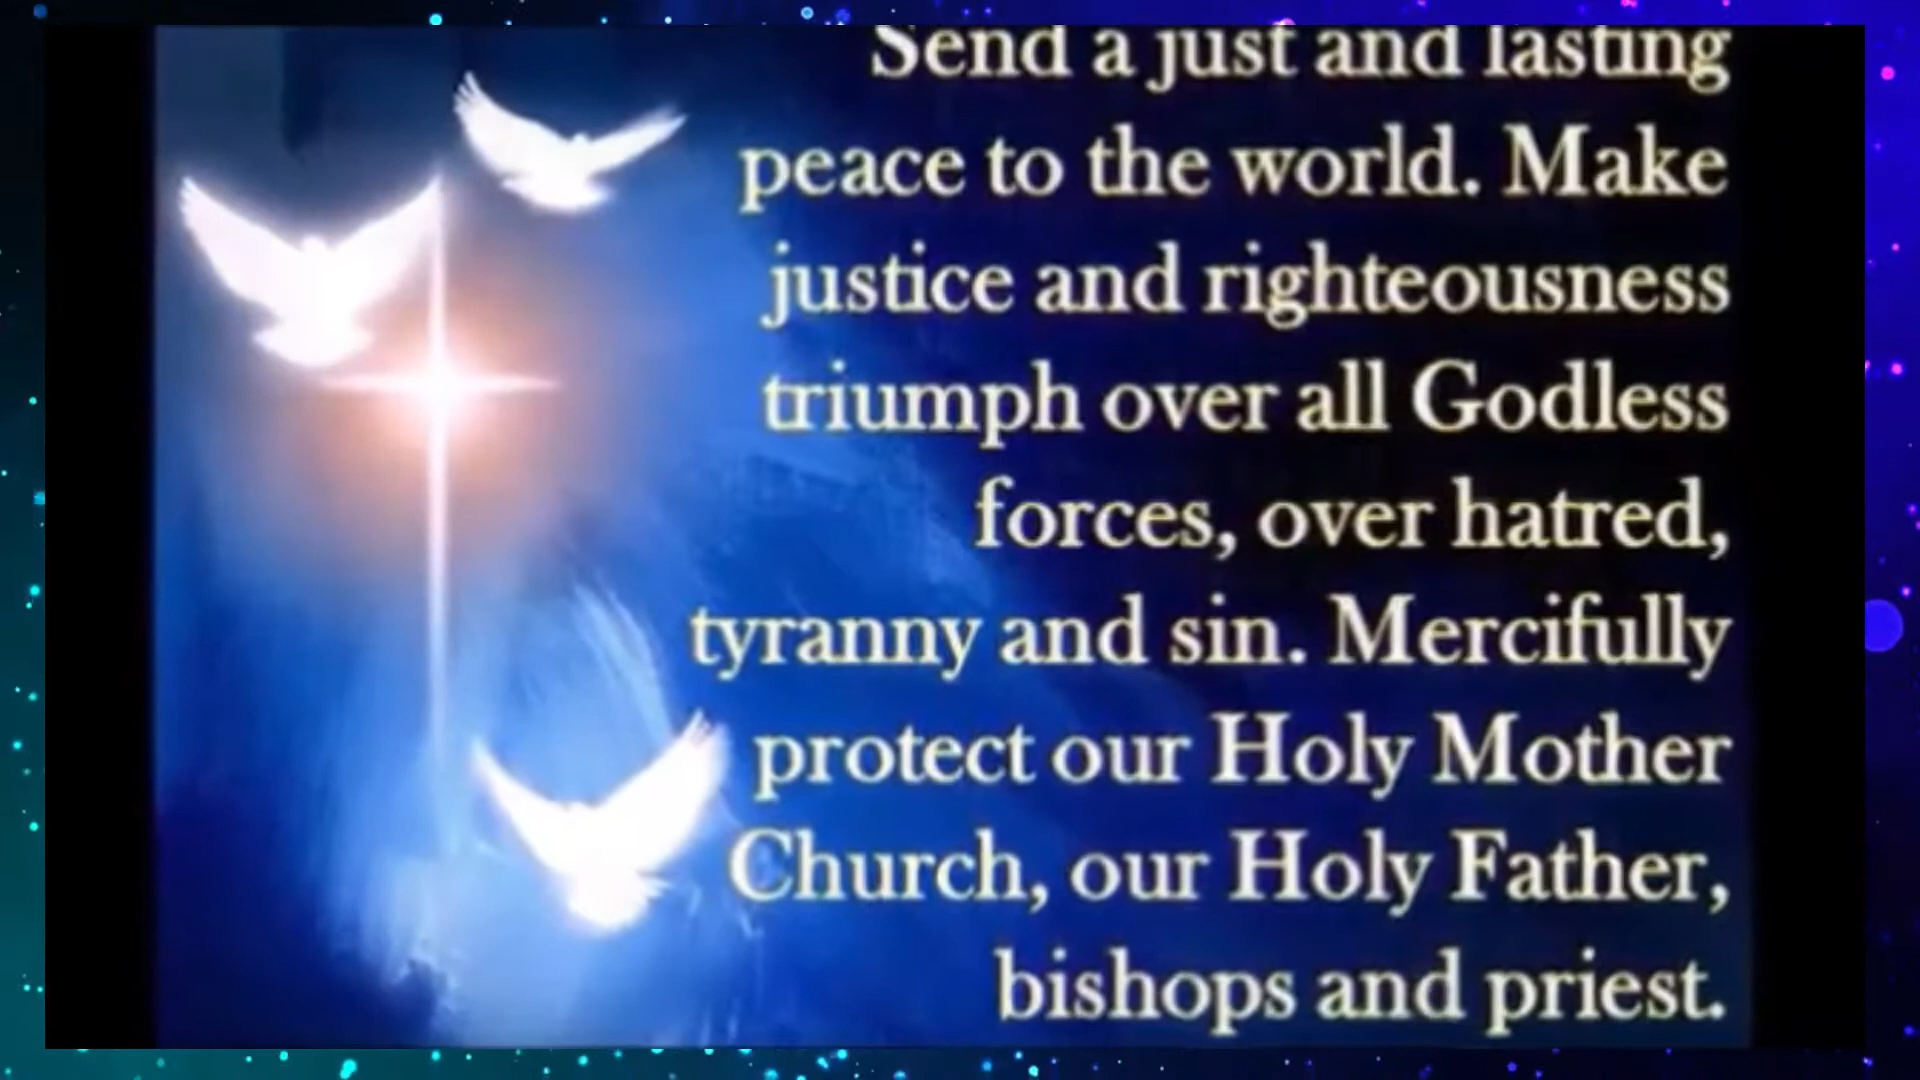 Send a just and lasting
peace to the world. Make
justice and righteousness
triumph over all Godless
forces, over hatred,
tyranny and sin. Mercifully
protect our Holy Mother
Church, our Holy Father,
bishops and priest.